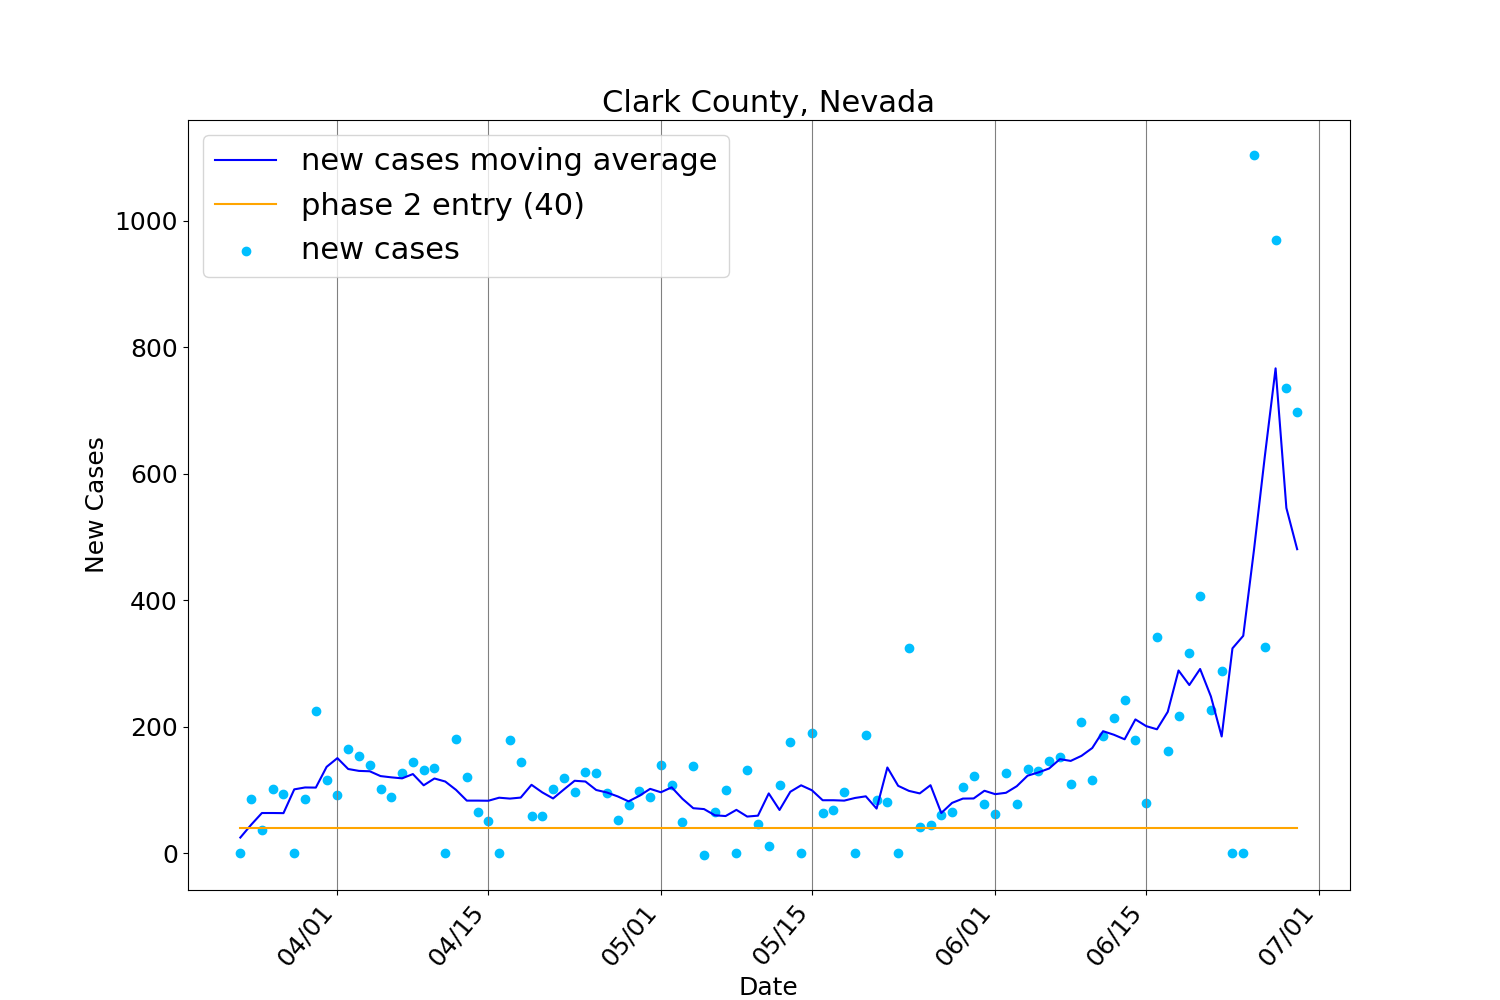 Clark County, Nevada
new cases moving average
phase 2 entry (40)
new cases
New Cases
1000
800
600
400
200
0
04/01
04/15
05/01
05/15
06/01
06/15
07/01
Date